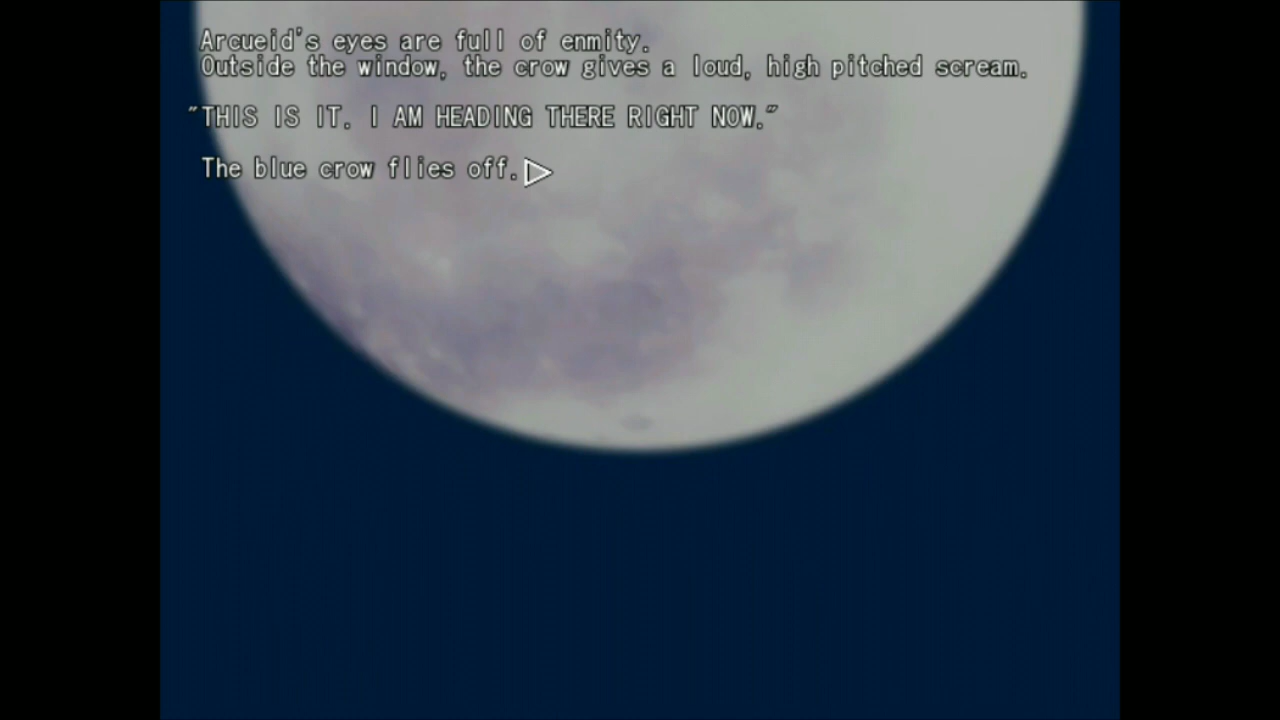 Arcueid's eyes are full of enmity.
Outside the window, the crow gives a loud, high pitched scream.
"THIS IS IT. I AM HEADING THERE RIGHT NOW."
The blue crow flies off.